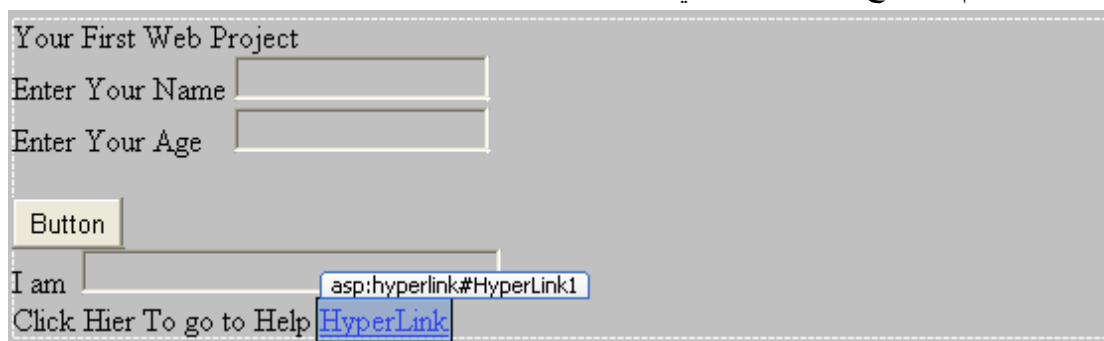 Your First Web Project
Enter Your Name
Enter Your Age
Button
I am
asp:hyperlink#HyperLink1
Click Hier To go to Help HyperLink